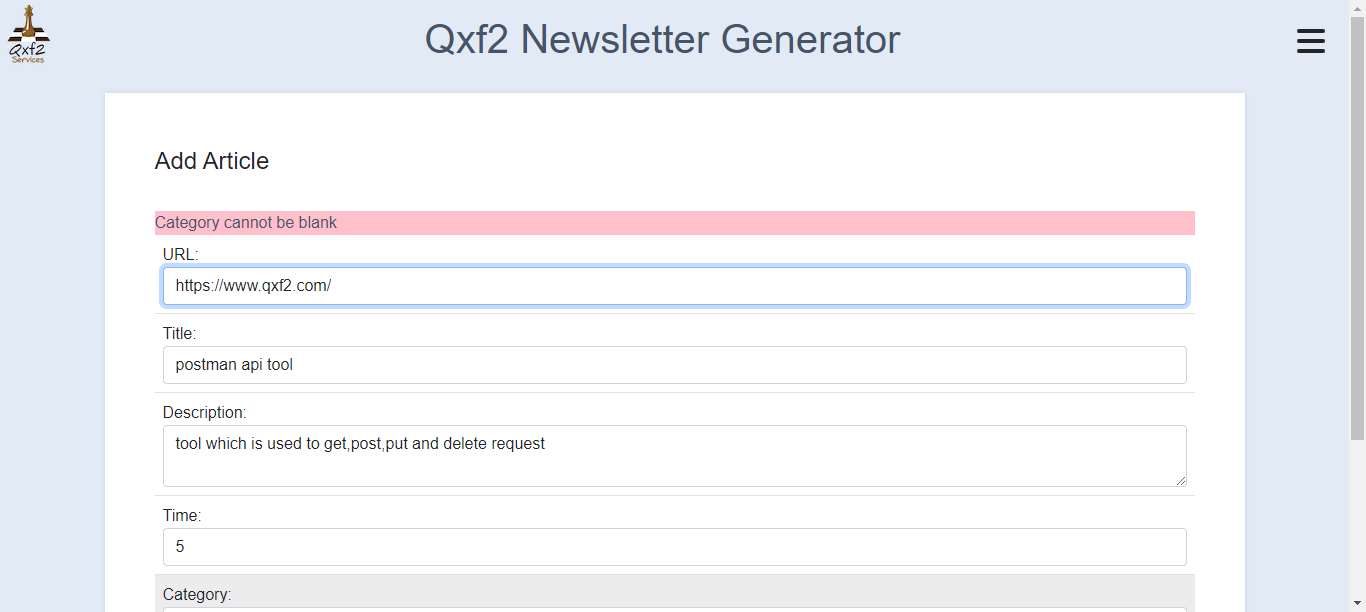 Qxf2
Services
Qxf2 Newsletter Generator
Add Article
Category cannot be blank
URL:
https://www.qxf2.com/
Title:
postman api tool
Description:
tool which is used to get,post,put and delete request
Time:
5
Category: